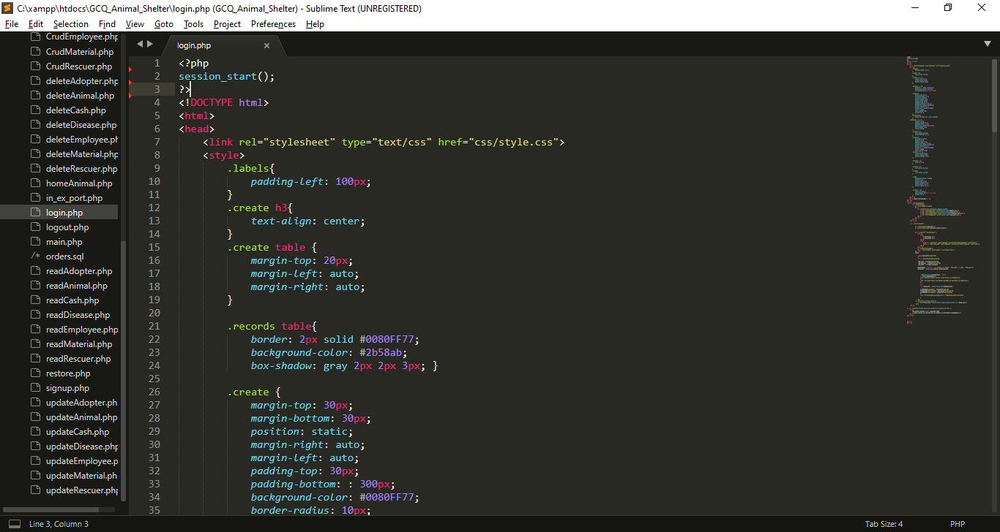 C:\xampp\htdocs\GCQ_Animal_Shelter\login.php (GCQ_Animal_Shelter) - Sublime Text (UNREGISTERED)
File Edit Selection Find View Goto Tools Project Preferences Help
CrudEmployee.php
CrudMaterial.php
CrudRescuer.php
deleteAdopter.php
deleteAnimal.php
deleteCash.php
deleteDisease.php
deleteEmployee.ph
deleteMaterial.php
deleteRescuer.php
homeAnimal.php
in_ex_port.php
login.php
logout.php
main.php
/* orders.sql
readAdopter.php
readAnimal.php
readCash.php
readDisease.php
readEmployee.php
readMaterial.php
readRescuer.php
restore.php
signup.php
updateAdopter.ph
updateAnimal.php
updateCash.php
updateDisease.php
updateEmployee.p
updateMaterial.ph
updateRescuer.php
login.php
1 <?php
2 session_start();
3 ?>
4 <!DOCTYPE html>
5 <html>
6 <head>
7 <link rel="stylesheet" type="text/css" href="css/style.css">
8 <style>
9 .labels{
10 padding-left: 100px;
11 }
12 .create h3{
13 text-align: center;
14 }
15 .create table {
16 margin-top: 20px;
17 margin-left: auto;
18 margin-right: auto;
19 }
20
21 .records table{
22 border: 2px solid #0080FF77;
23 background-color: #2b58ab;
24 box-shadow: gray 2px 2px 3px; }
25
26 .create {
27 margin-top: 30px;
28 margin-bottom: 30px;
29 position: static;
30 margin-right: auto;
31 margin-left: auto;
32 padding-top: 30px;
33 padding-bottom: : 300px;
34 background-color: #0080FF77;
35 border-radius: 10px;
Line 3, Column 3
Tab Size: 4
PHP